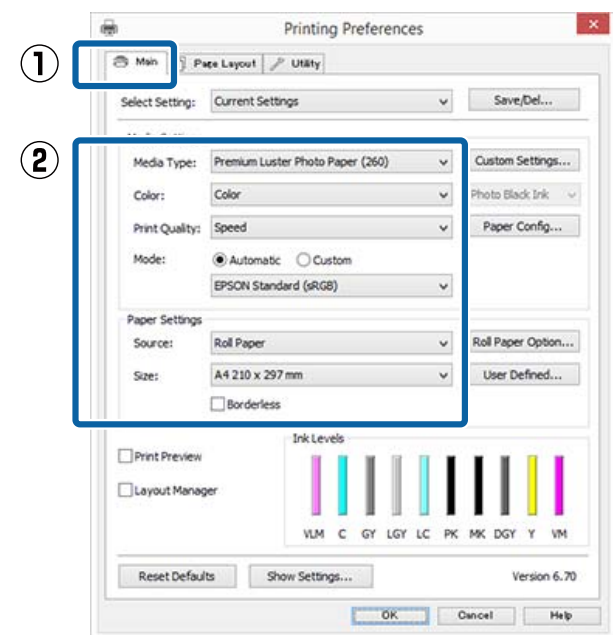 Printing Preferences
①
Main Page Layout Utility
Select Setting: Current Settings Save/Del...
②
Media Type: Premium Luster Photo Paper (260) Custom Settings...
Color: Color Photo Black Ink
Print Quality: Speed Paper Config...
Mode: Automatic Custom
EPSON Standard (sRGB)
Paper Settings
Source: Roll Paper Roll Paper Option...
Size: A4 210 x 297 mm User Defined...
Borderless
Ink Levels
Print Preview
Layout Manager
VLM C GY LGY LC PK MK DGY Y VM
Reset Defaults Show Settings... Version 6.70
OK Cancel Help